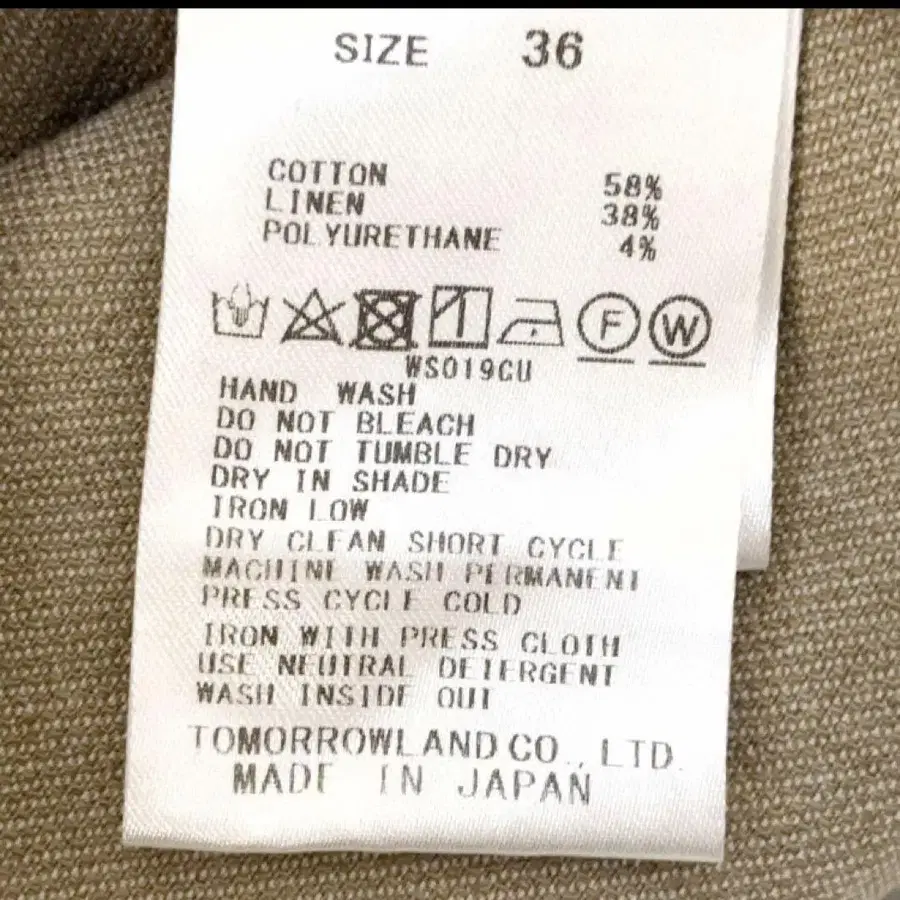 SIZE 36
COTTON 58%
LINEN 38%
POLYURETHANE 4%
F W
WS019CU
HAND WASH
DO NOT BLEACH
DO NOT TUMBLE DRY
DRY IN SHADE
IRON LOW
DRY CLEAN SHORT CYCLE
MACHINE WASH PERMANENT
PRESS CYCLE COLD
IRON WITH PRESS CLOTH
USE NEUTRAL DETERGENT
WASH INSIDE OUT
TOMORROWLAND CO., LTD.
MADE IN JAPAN